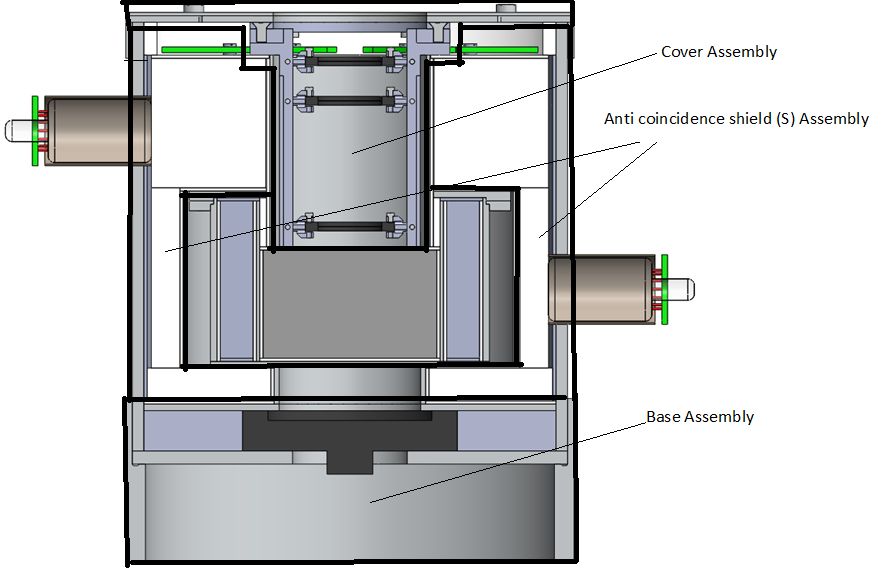 Cover Assembly
Anti coincidence shield (S) Assembly
Base Assembly